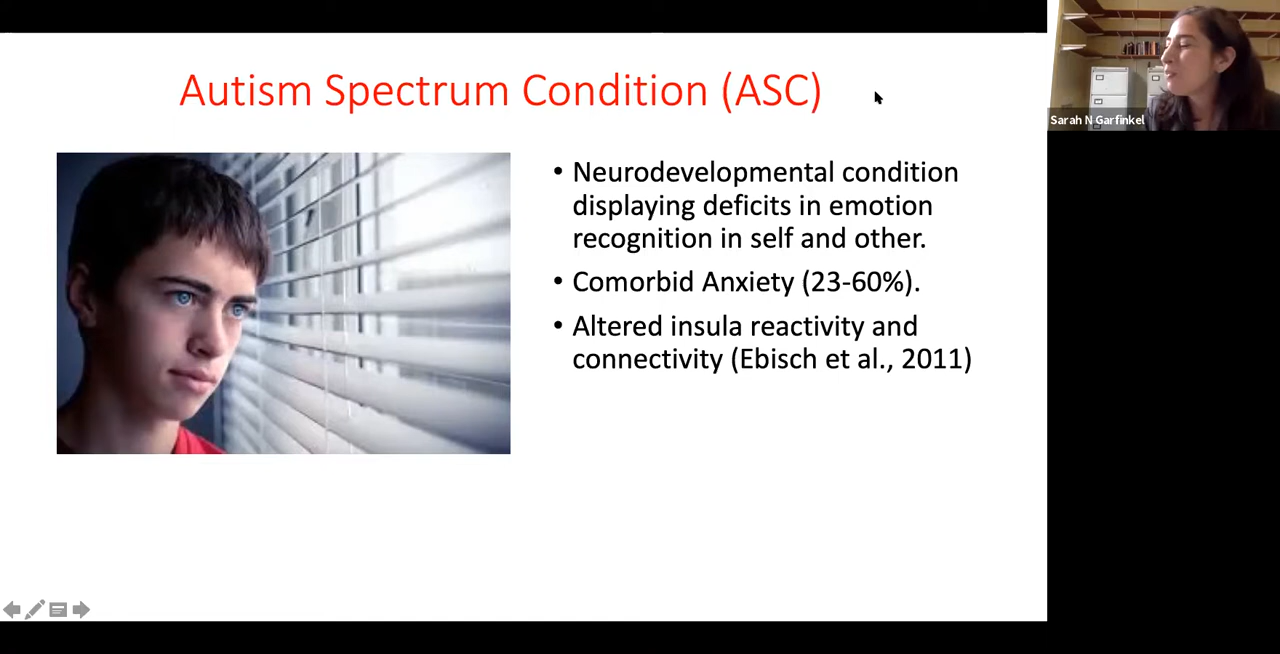 Autism Spectrum Condition (ASC)
Sarah N Garfinkel
• Neurodevelopmental condition
displaying deficits in emotion
recognition in self and other.
• Comorbid Anxiety (23-60%).
• Altered insula reactivity and
connectivity (Ebisch et al., 2011)